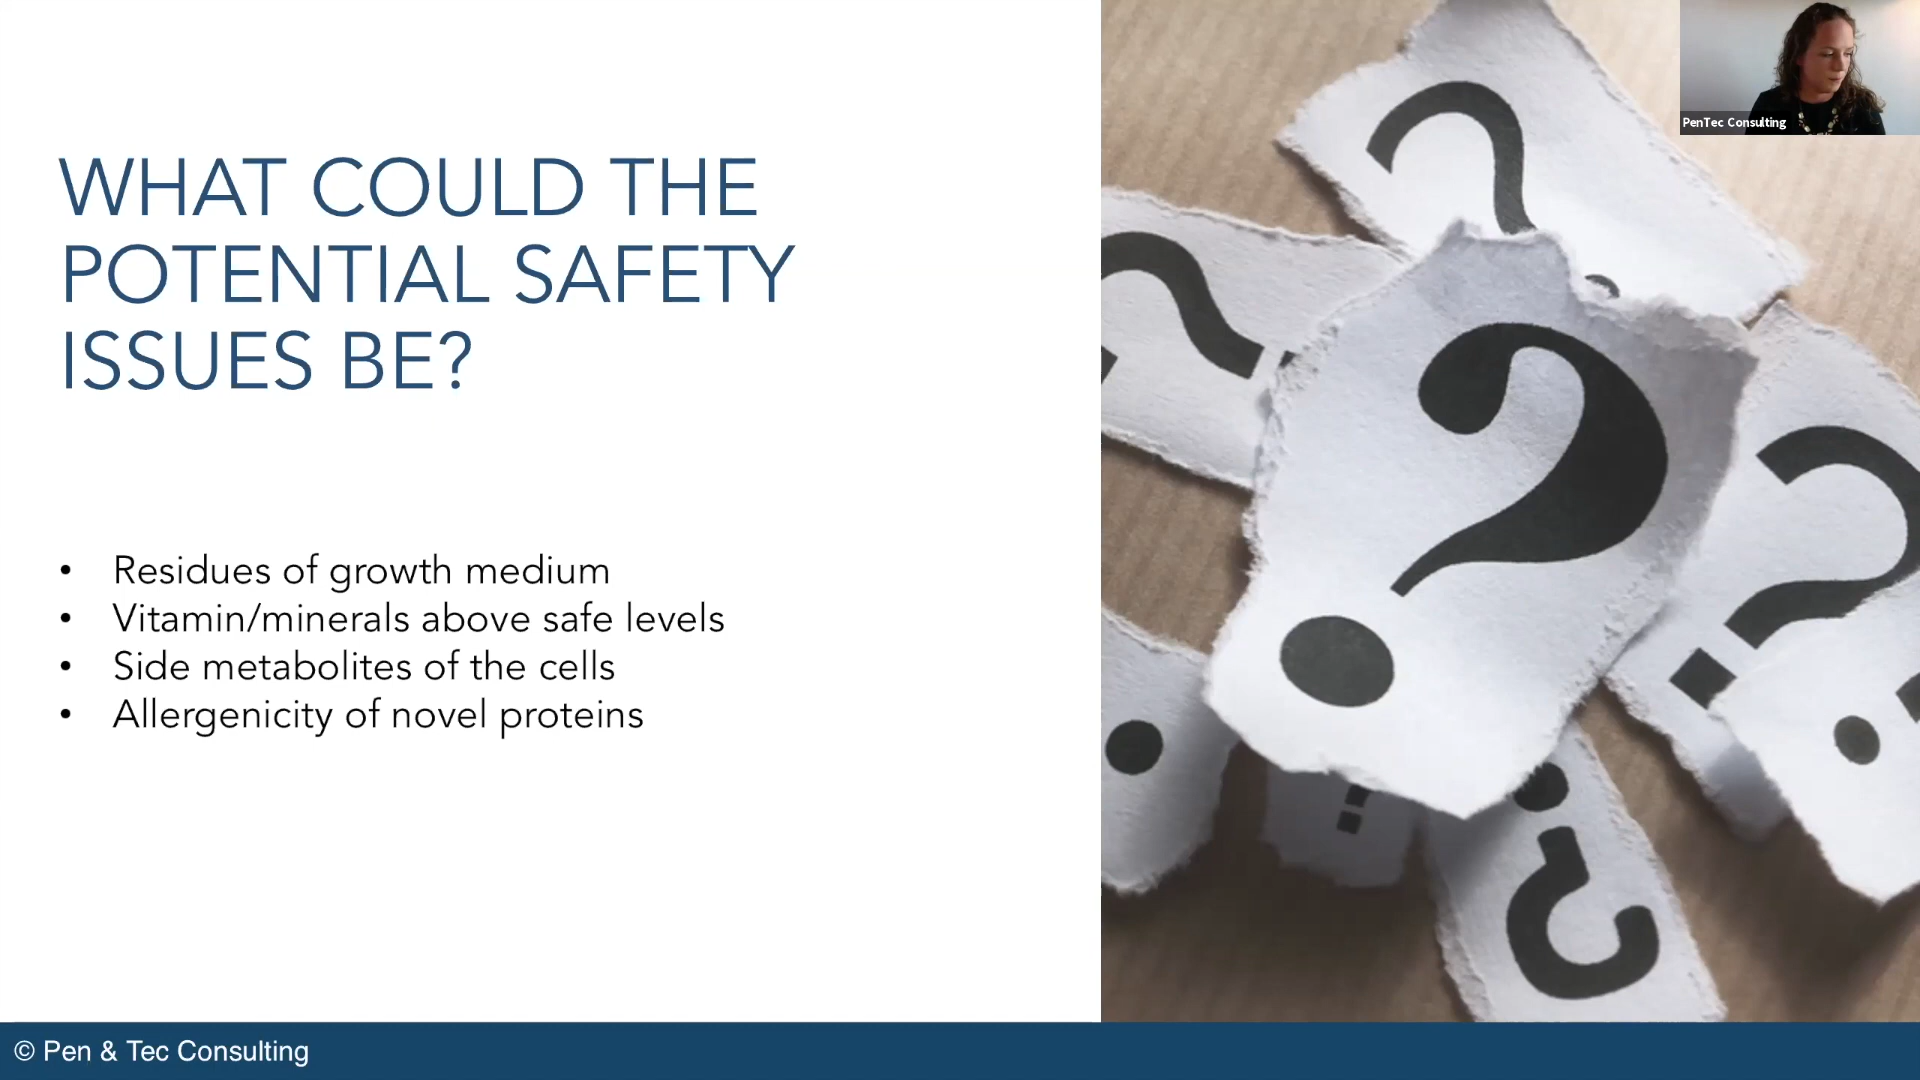 WHAT COULD THE
POTENTIAL SAFETY
ISSUES BE?
• Residues of growth medium
• Vitamin/minerals above safe levels
• Side metabolites of the cells
• Allergenicity of novel proteins
? ? ? ? ?
PenTec Consulting
© Pen & Tec Consulting